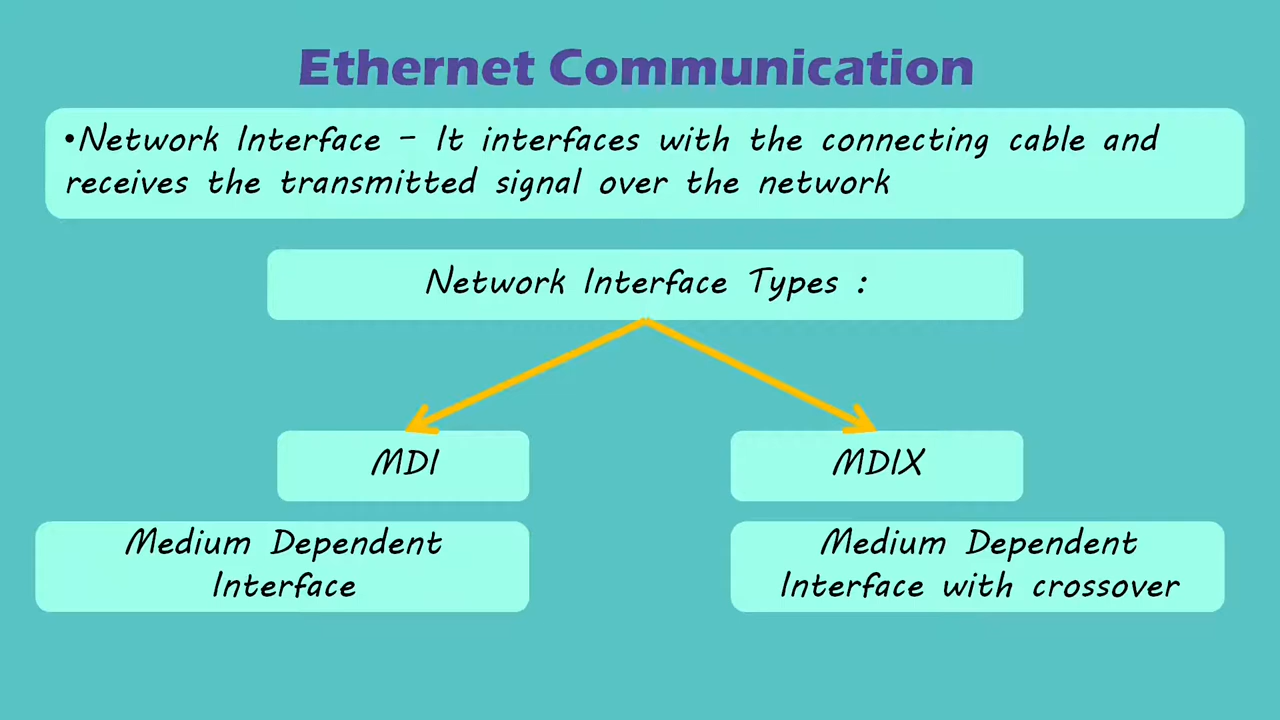 Ethernet Communication
•Network Interface – It interfaces with the connecting cable and
receives the transmitted signal over the network
Network Interface Types :
MDI
MDIX
Medium Dependent
Interface
Medium Dependent
Interface with crossover